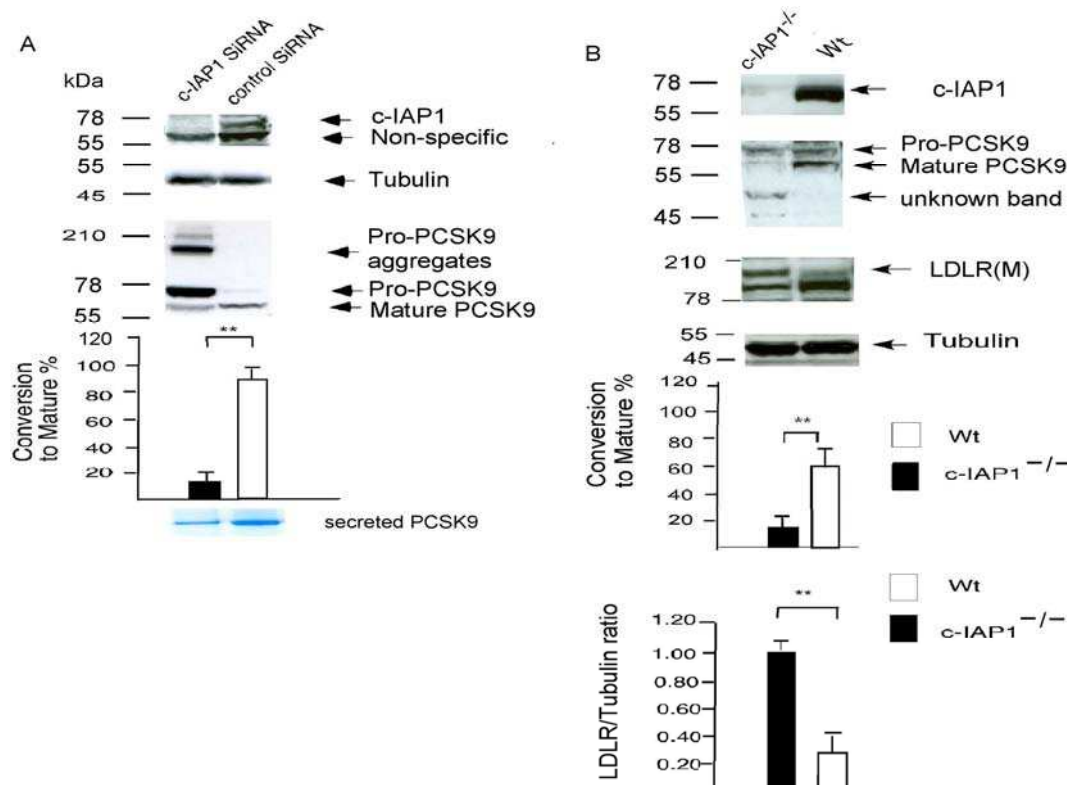 A
c-IAP1 SiRNA
control SiRNA
kDa
78
55
c-IAP1
Non-specific
55
45
Tubulin
210
78
55
Pro-PCSK9
aggregates
Pro-PCSK9
Mature PCSK9
Conversion
to Mature %
120
100
80
60
40
20
**
secreted PCSK9
B
c-IAP1-/-
Wt
78
55
c-IAP1
78
55
45
Pro-PCSK9
Mature PCSK9
unknown band
210
78
LDLR(M)
55
45
Tubulin
Conversion
to Mature %
120
100
80
60
40
20
**
Wt
c-IAP1 -/-
LDLR/Tubulin ratio
1.20
1.00
0.80
0.60
0.40
0.20
**
Wt
c-IAP1 -/-